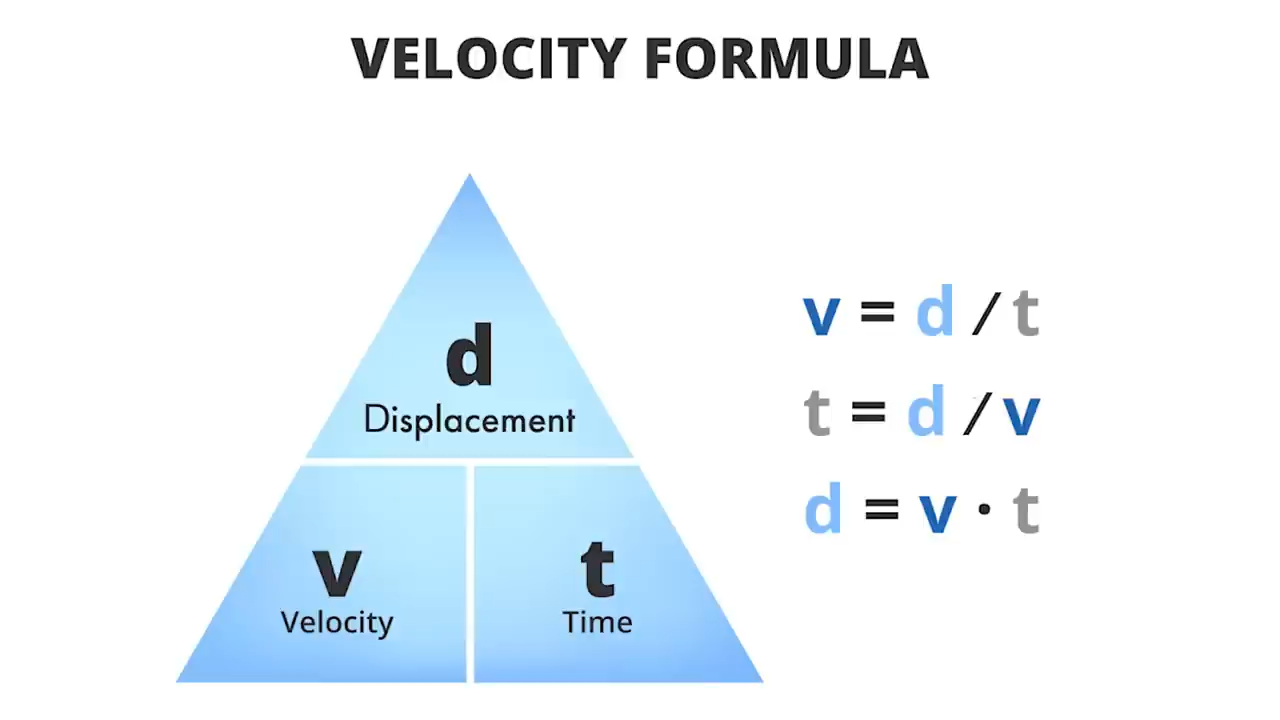 VELOCITY FORMULA
d
Displacement
v
Velocity
t
Time
v = d / t
t = d / v
d = v · t